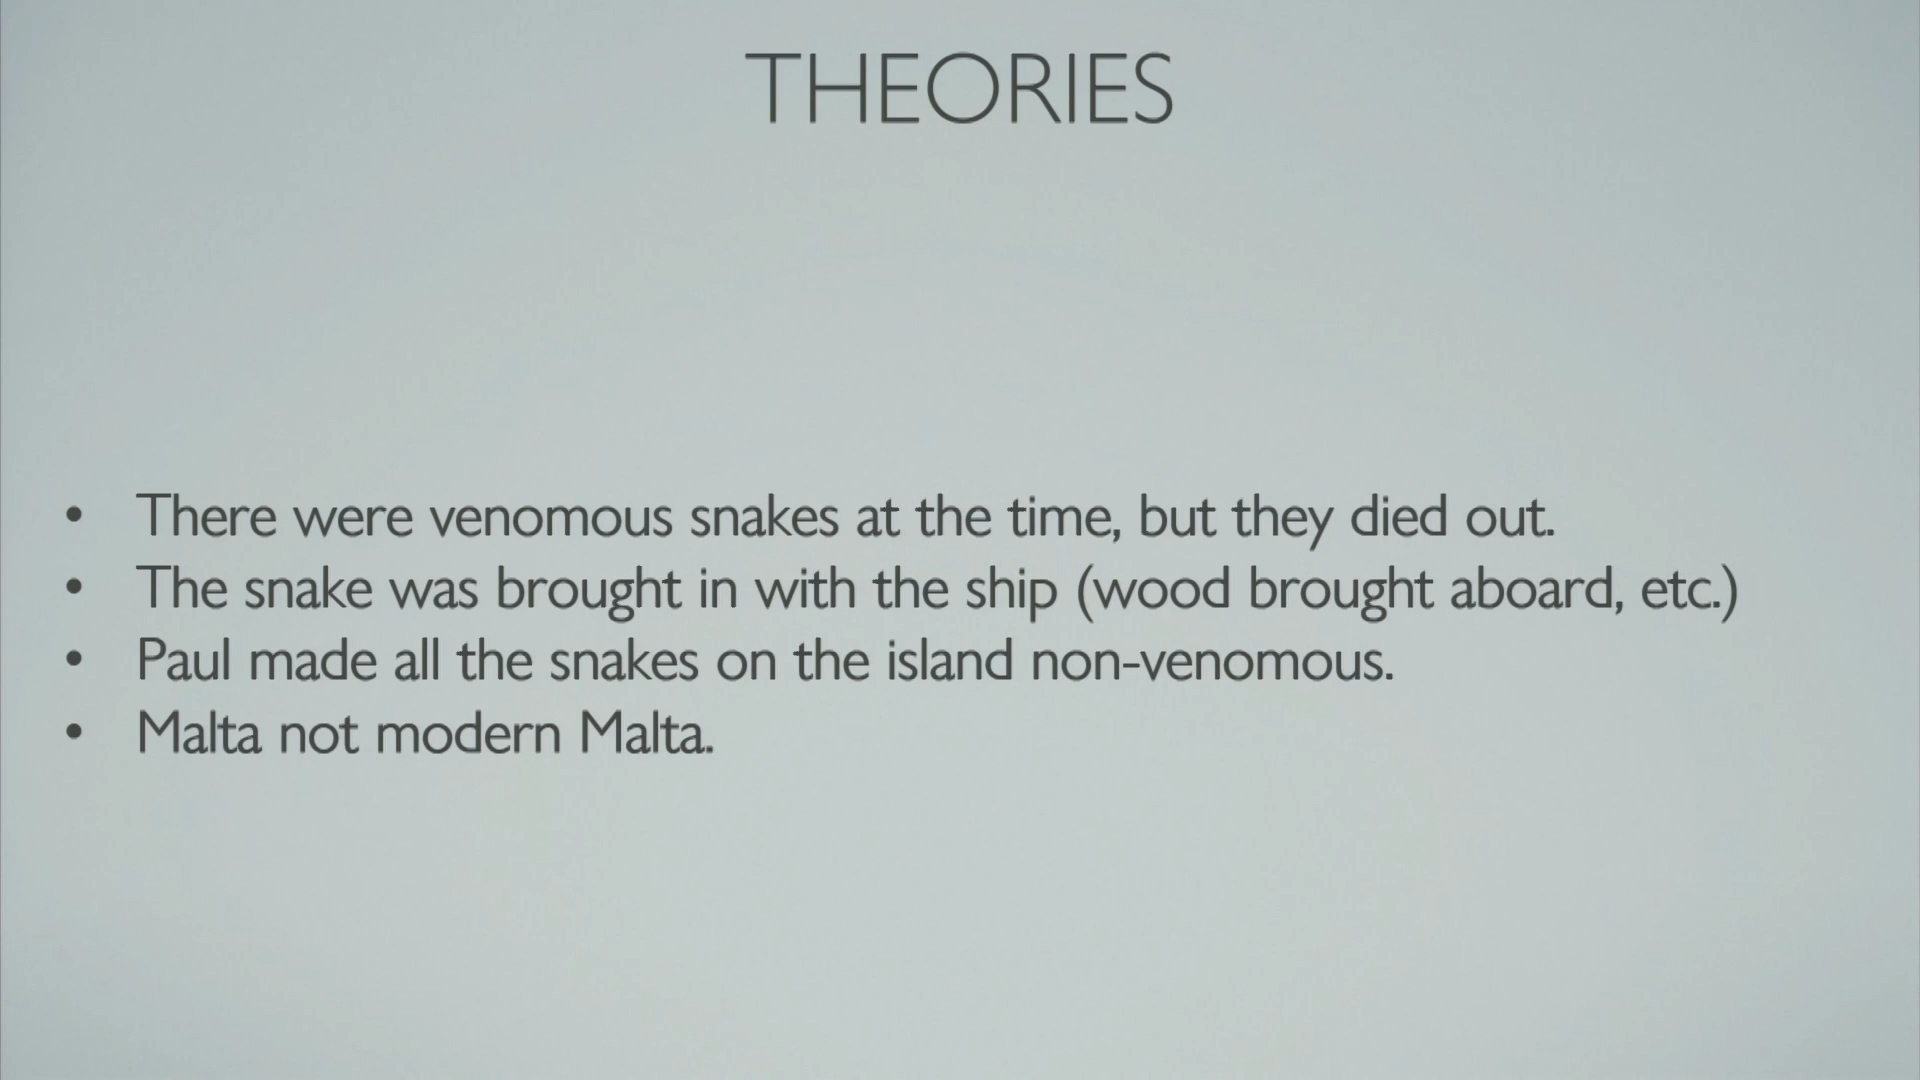 THEORIES
• There were venomous snakes at the time, but they died out.
• The snake was brought in with the ship (wood brought aboard, etc.)
• Paul made all the snakes on the island non-venomous.
• Malta not modern Malta.